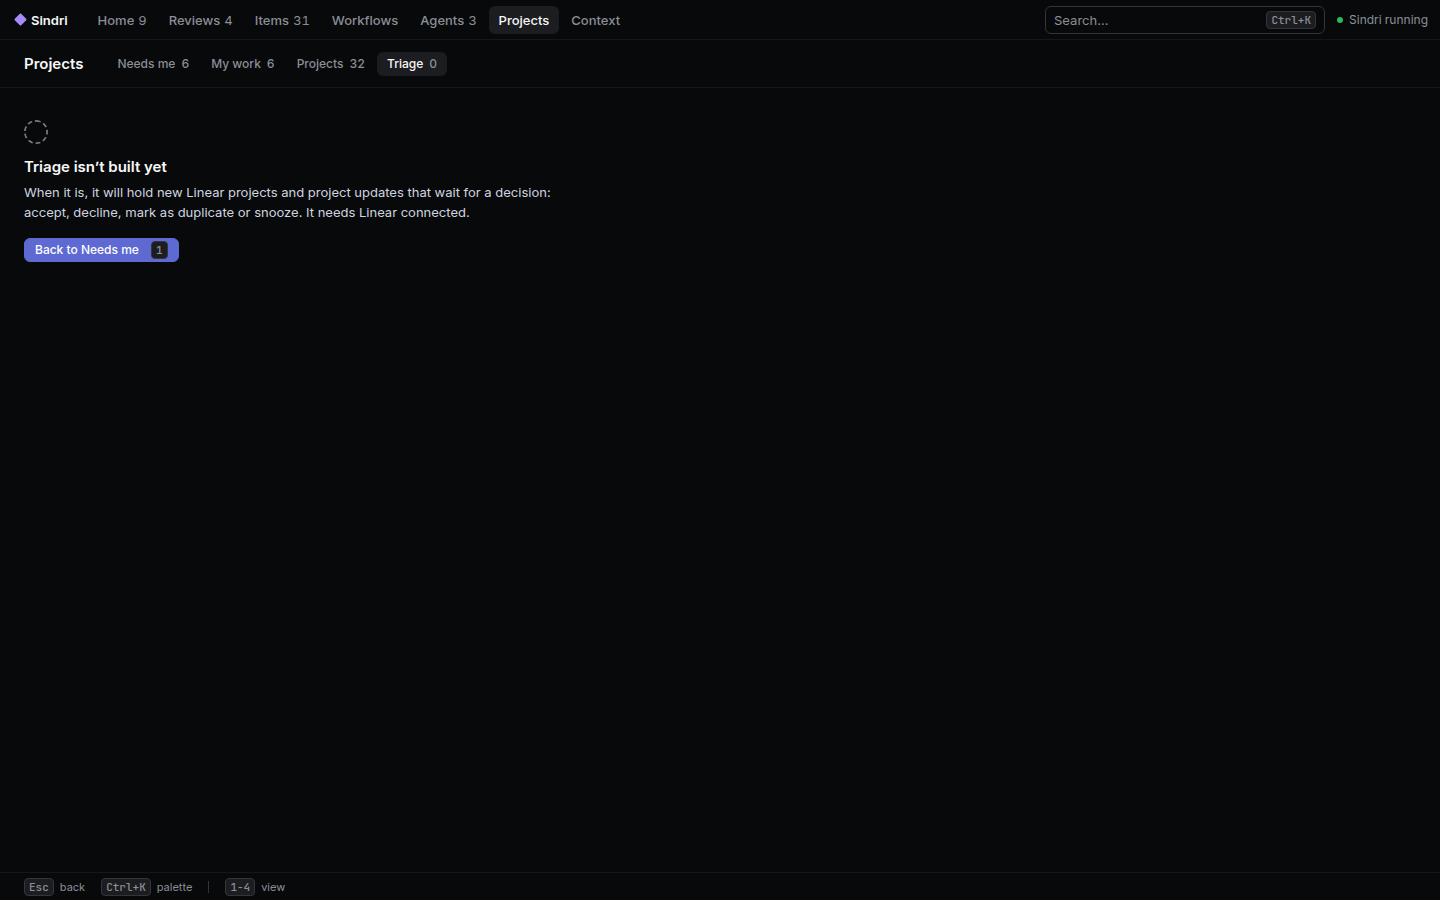 Sindri Home 9 Reviews 4 Items 31 Workflows Agents 3 Projects Context Search... Ctrl+K Sindri running
Projects Needs me 6 My work 6 Projects 32 Triage 0
Triage isn't built yet
When it is, it will hold new Linear projects and project updates that wait for a decision:
accept, decline, mark as duplicate or snooze. It needs Linear connected.
Back to Needs me 1
Esc back Ctrl+K palette 1-4 view